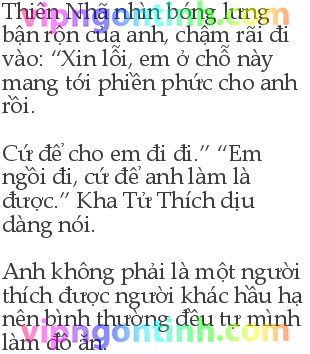 Thiên Nhã nhìn bóng lưng
vipngontinh.com
bận rộn của anh, chậm rãi đi
vào: “Xin lỗi, em ở chỗ này
mang tới phiền phức cho anh
rồi.
Cứ để cho em đi đi.” “Em
ngồi đi, cứ để anh làm là
được.” Kha Tử Thích dịu
dàng nói.
Anh không phải là một người
thích được người khác hầu hạ
nên bình thường đều tự mình
vipngontinh.com
làm đồ ăn.